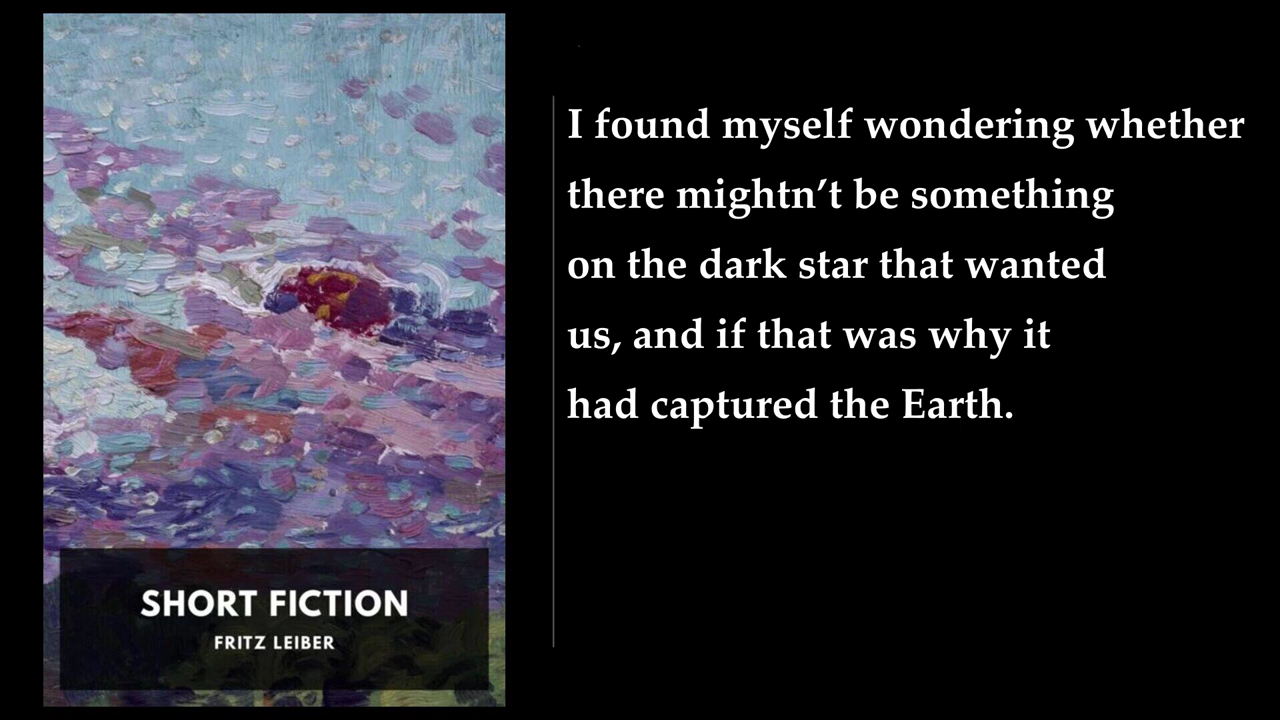 I found myself wondering whether
there mightn’t be something
on the dark star that wanted
us, and if that was why it
had captured the Earth.
SHORT FICTION
FRITZ LEIBER